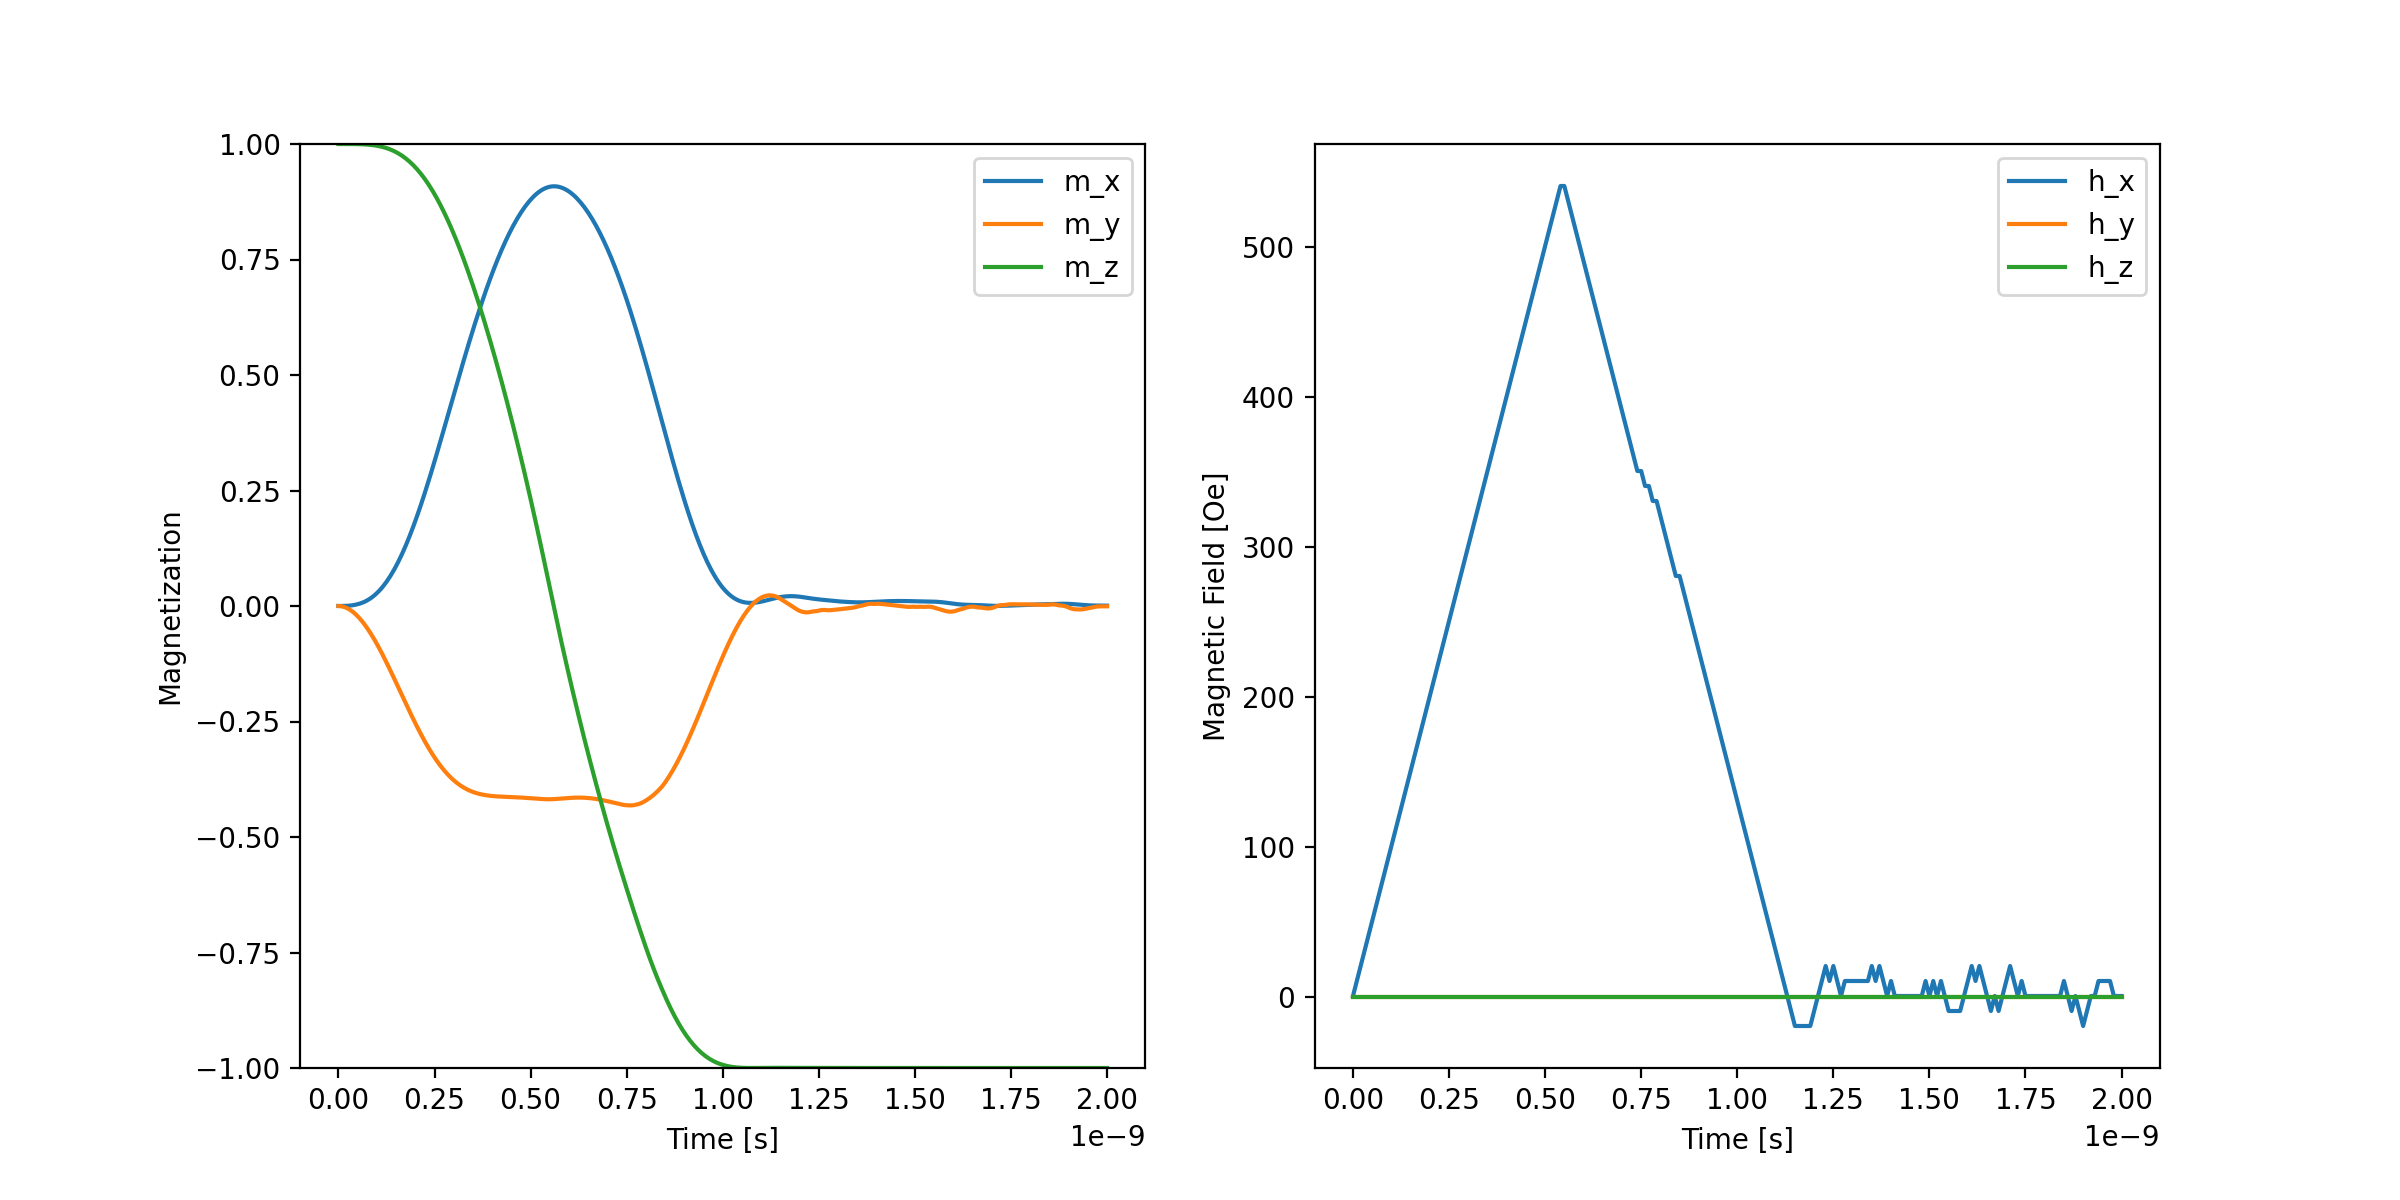 1.00
0.75
0.50
0.25
0.00
−0.25
−0.50
−0.75
−1.00
Magnetization
m_x
m_y
m_z
0.00 0.25 0.50 0.75 1.00 1.25 1.50 1.75 2.00
Time [s]
1e−9
500
400
300
200
100
0
Magnetic Field [Oe]
h_x
h_y
h_z
0.00 0.25 0.50 0.75 1.00 1.25 1.50 1.75 2.00
Time [s]
1e−9